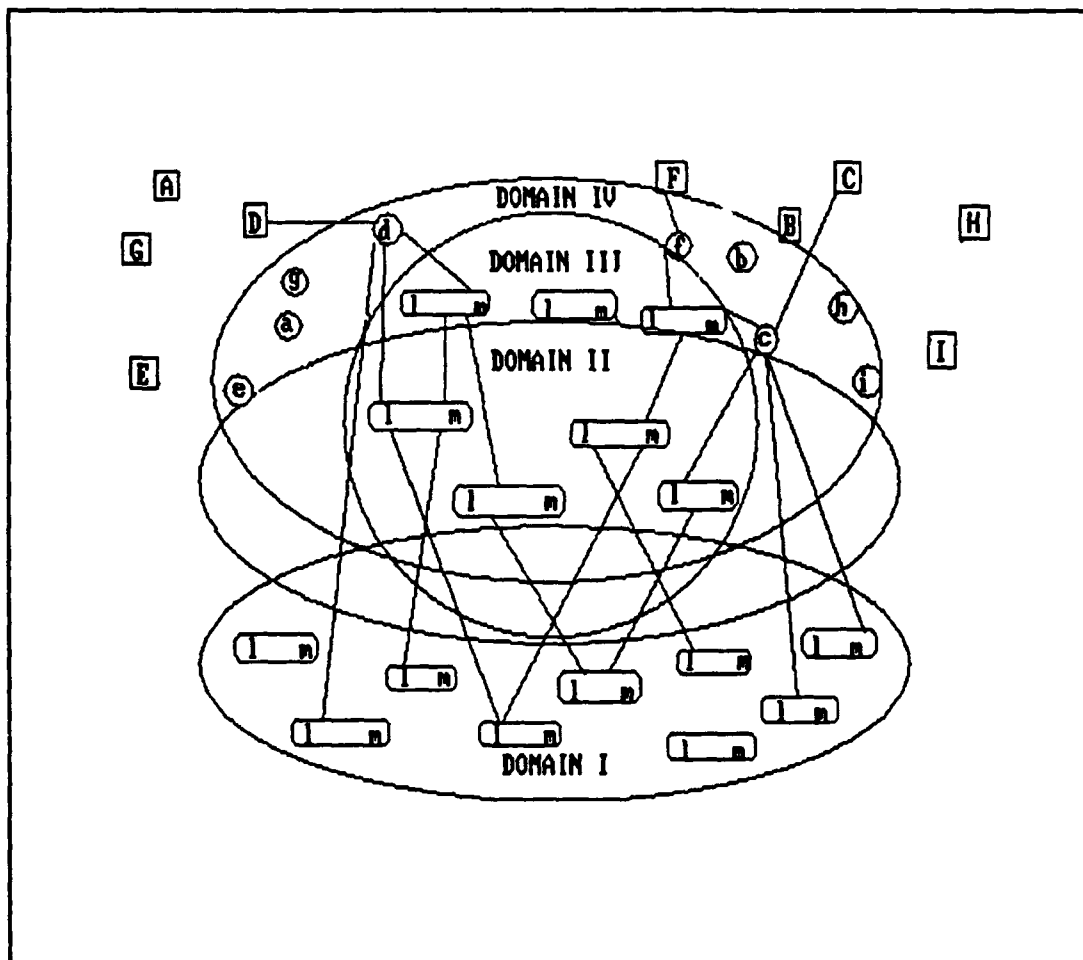 A
F
C
DOMAIN IV
D
d
B
H
G
f
b
DOMAIN III
g
l m
l m
h
a
l m
c
I
DOMAIN II
E
e
i
l m
l m
l m
l m
l m
l m
l m
l m
l m
l m
l m
l m
l m
DOMAIN I